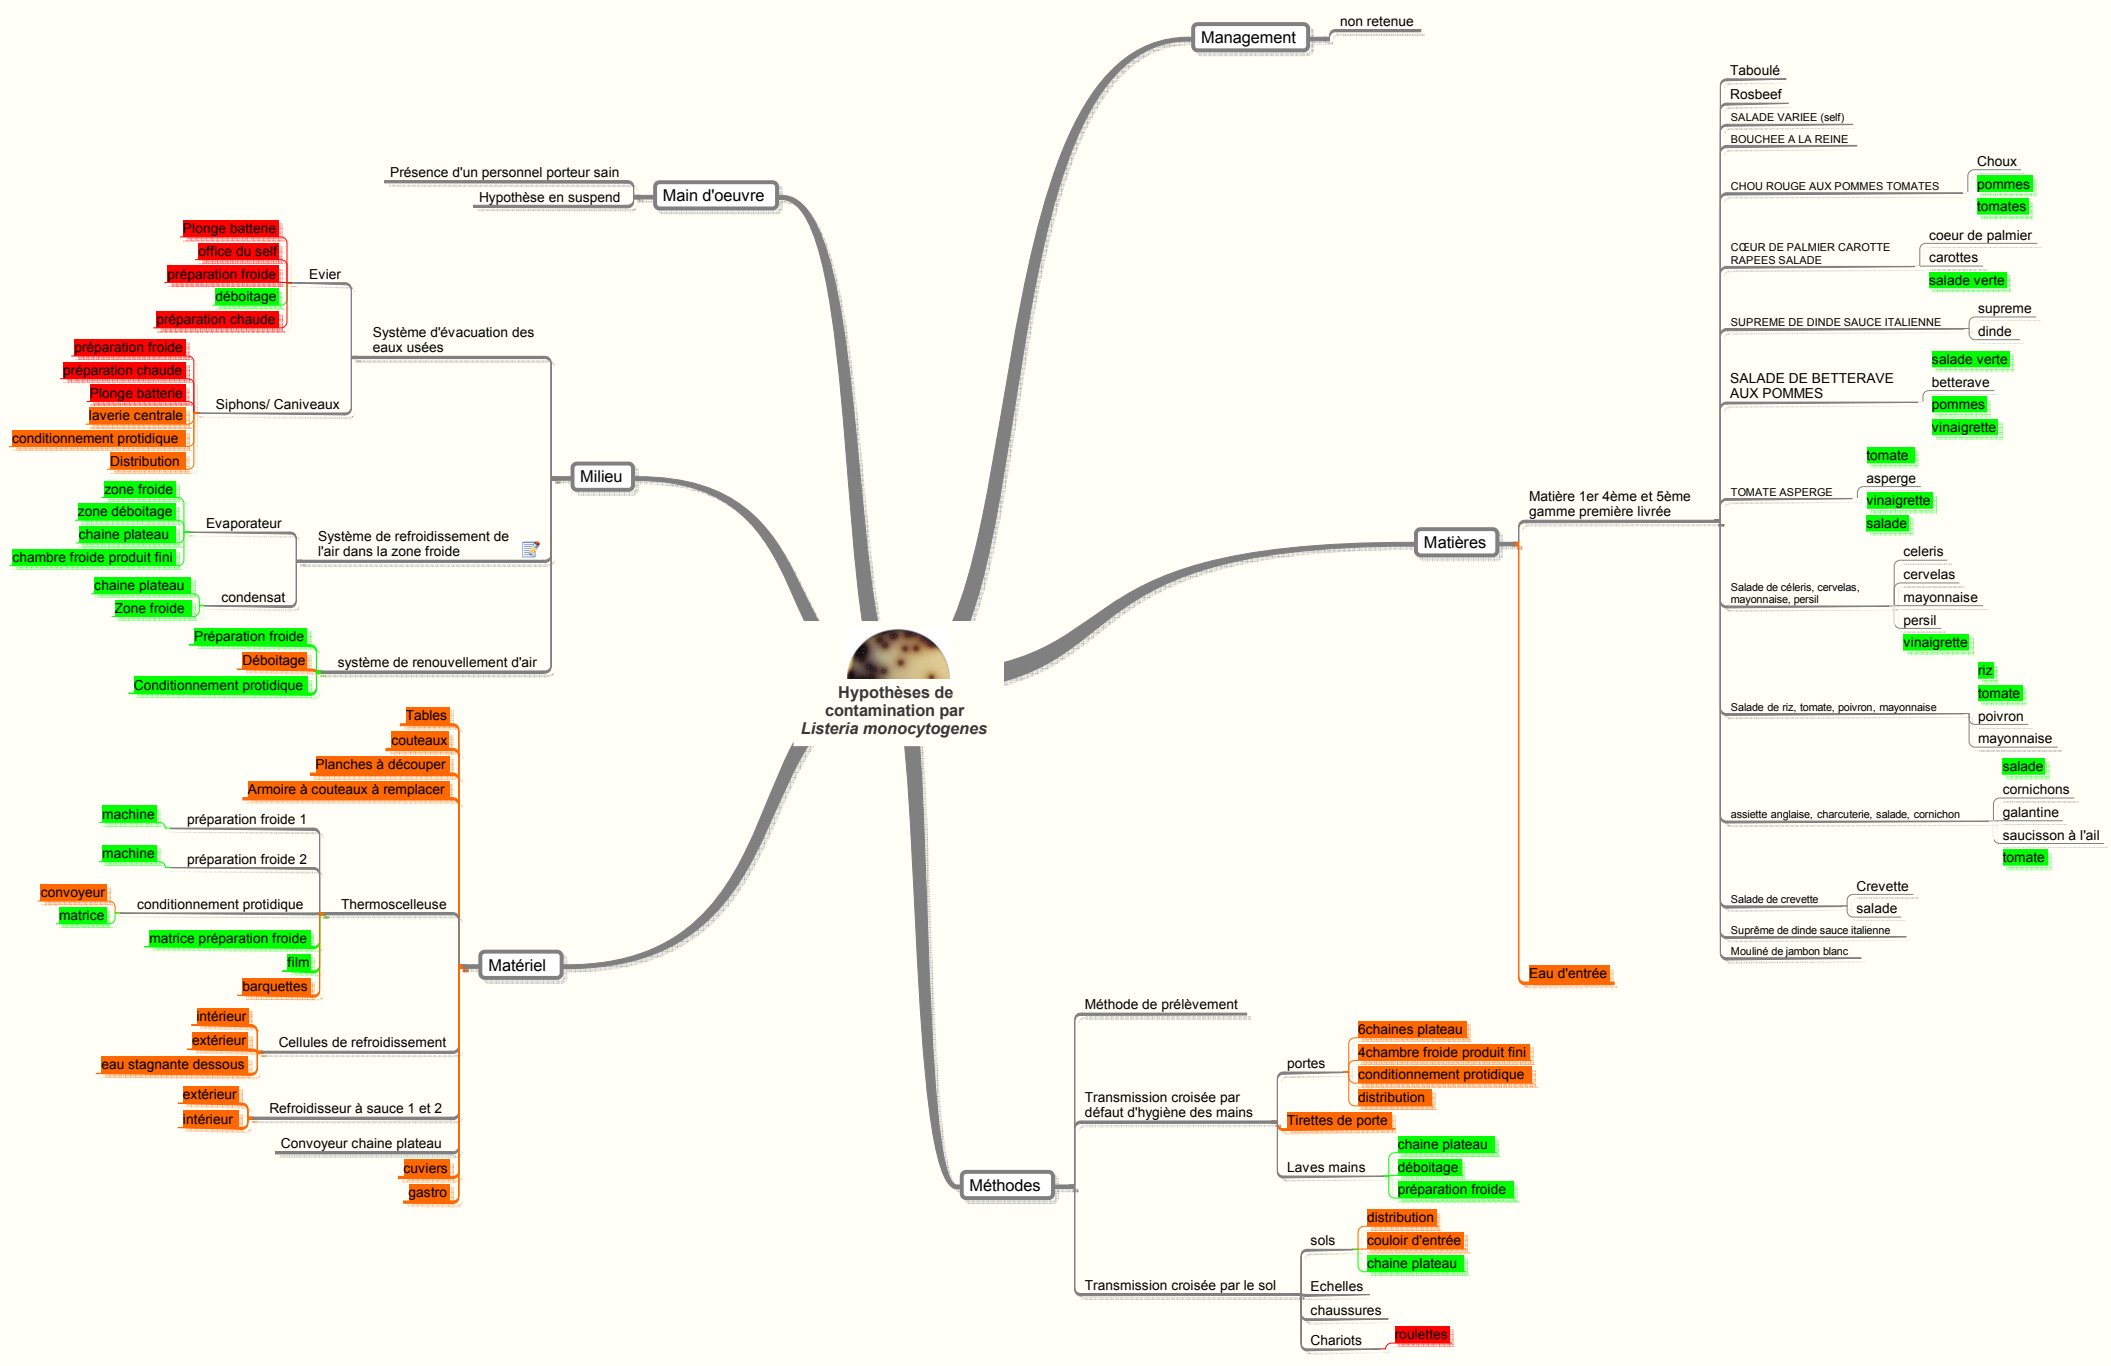 Management
non retenue
Présence d'un personnel porteur sain
Hypothèse en suspend
Main d'oeuvre
Plonge batterie
office du self
préparation froide
déboitage
préparation chaude
Evier
Système d'évacuation des
eaux usées
préparation froide
préparation chaude
Plonge batterie
laverie centrale
conditionnement protidique
Distribution
Siphons/ Caniveaux
Milieu
zone froide
zone déboitage
chaine plateau
chambre froide produit fini
Evaporateur
Système de refroidissement de
l'air dans la zone froide
chaine plateau
Zone froide
condensat
Préparation froide
Déboitage
Conditionnement protidique
système de renouvellement d'air
Hypothèses de
contamination par
Listeria monocytogenes
Tables
couteaux
Planches à découper
Armoire à couteaux à remplacer
machine
préparation froide 1
machine
préparation froide 2
convoyeur
matrice
conditionnement protidique
Thermoscelleuse
matrice préparation froide
film
barquettes
Matériel
intérieur
extérieur
eau stagnante dessous
Cellules de refroidissement
extérieur
intérieur
Refroidisseur à sauce 1 et 2
Convoyeur chaine plateau
cuviers
gastro
Matières
Matière 1er 4ème et 5ème
gamme première livrée
Taboulé
Rosbeef
SALADE VARIEE (self)
BOUCHEE A LA REINE
CHOU ROUGE AUX POMMES TOMATES
Choux
pommes
tomates
CŒUR DE PALMIER CAROTTE
RAPEES SALADE
coeur de palmier
carottes
salade verte
SUPREME DE DINDE SAUCE ITALIENNE
supreme
dinde
SALADE DE BETTERAVE
AUX POMMES
salade verte
betterave
pommes
vinaigrette
TOMATE ASPERGE
tomate
asperge
vinaigrette
salade
Salade de céleris, cervelas,
mayonnaise, persil
celeris
cervelas
mayonnaise
persil
vinaigrette
Salade de riz, tomate, poivron, mayonnaise
riz
tomate
poivron
mayonnaise
assiette anglaise, charcuterie, salade, cornichon
salade
cornichons
galantine
saucisson à l'ail
tomate
Salade de crevette
Crevette
salade
Suprême de dinde sauce italienne
Mouliné de jambon blanc
Eau d'entrée
Méthodes
Méthode de prélèvement
Transmission croisée par
défaut d'hygiène des mains
portes
6chaines plateau
4chambre froide produit fini
conditionnement protidique
distribution
Tirettes de porte
Laves mains
chaine plateau
déboitage
préparation froide
Transmission croisée par le sol
sols
distribution
couloir d'entrée
chaine plateau
Echelles
chaussures
Chariots
roulettes